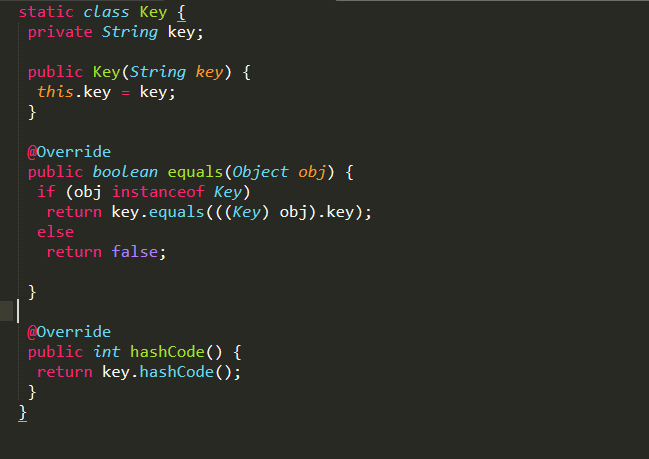 static class Key {
 private String key;

 public Key(String key) {
  this.key = key;
 }

 @Override
 public boolean equals(Object obj) {
  if (obj instanceof Key)
   return key.equals(((Key) obj).key);
  else
   return false;

 }

 @Override
 public int hashCode() {
  return key.hashCode();
 }
}